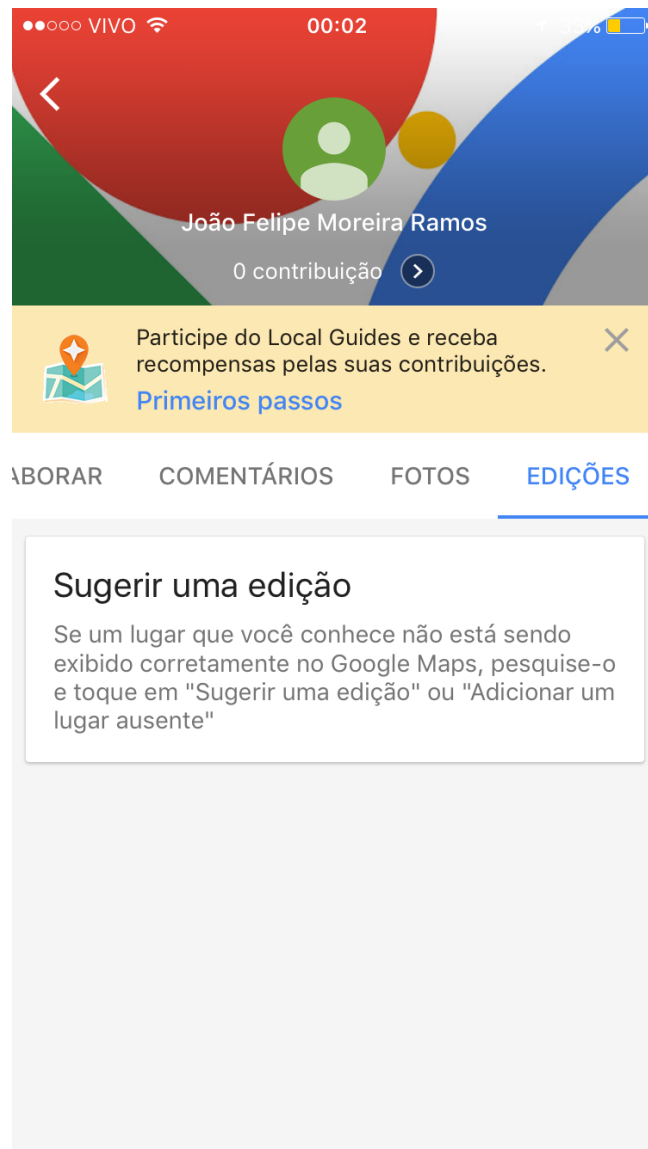 VIVO
00:02
João Felipe Moreira Ramos
0 contribuição
Participe do Local Guides e receba
recompensas pelas suas contribuições.
Primeiros passos
ABORAR COMENTÁRIOS FOTOS EDIÇÕES
Sugerir uma edição
Se um lugar que você conhece não está sendo
exibido corretamente no Google Maps, pesquise-o
e toque em "Sugerir uma edição" ou "Adicionar um
lugar ausente"